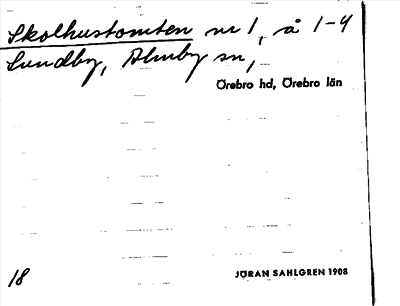 Skolhustomten nr 1, å 1-4
Lundby, Almby sn,
Örebro hd, Örebro län
18
JÖRAN SAHLGREN 1908